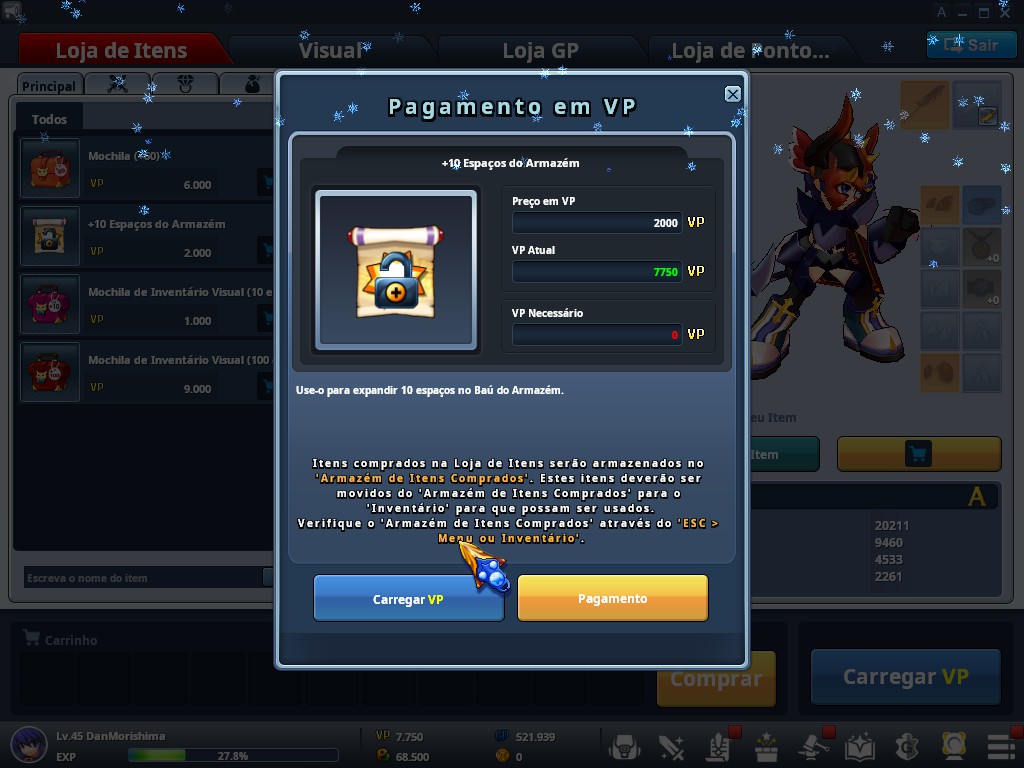 A
Loja de Itens
Visual
Loja GP
Loja de Ponto...
Sair
Principal
Todos
Mochila
VP 6.000
+10 Espaços do Armazém
VP 2.000
Mochila de Inventário Visual (10 e
VP 1.000
Mochila de Inventário Visual (100
VP 9.000
Escreva o nome do item
Pagamento em VP
+10 Espaços do Armazém
Preço em VP
2000 VP
VP Atual
7750 VP
VP Necessário
0 VP
Use-o para expandir 10 espaços no Baú do Armazém.
Itens comprados na Loja de Itens serão armazenados no
'Armazém de Itens Comprados'. Estes itens deverão ser
movidos do 'Armazém de Itens Comprados' para o
'Inventário' para que possam ser usados.
Verifique o 'Armazém de Itens Comprados' através do 'ESC >
Menu ou Inventário'.
Carregar VP
Pagamento
+0
+0
eu Item
Item
A
20211
9460
4533
2261
Carrinho
Comprar
Carregar VP
Lv.45 DanMorishima
EXP 27.8%
VP 7.750
68.500
GP 521.939
0